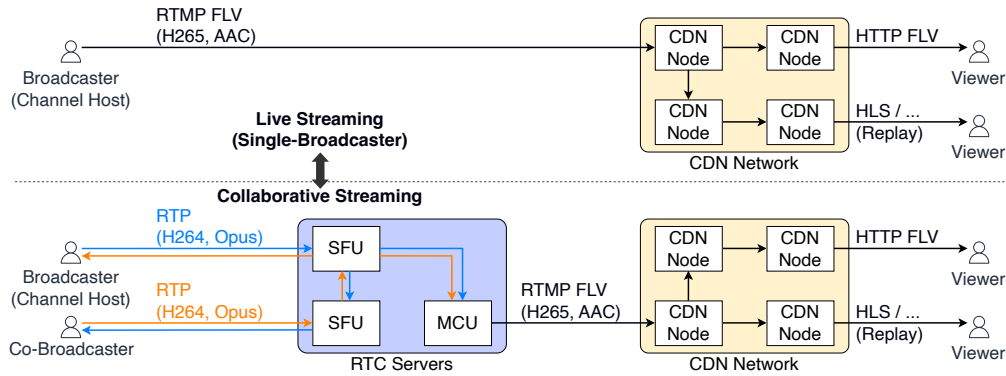 RTMP FLV
(H265, AAC)
Broadcaster
(Channel Host)
CDN
Node
CDN
Node
HTTP FLV
Viewer
CDN
Node
CDN
Node
HLS / ...
(Replay)
Viewer
CDN Network
Live Streaming
(Single-Broadcaster)
Collaborative Streaming
RTP
(H264, Opus)
Broadcaster
(Channel Host)
RTP
(H264, Opus)
Co-Broadcaster
SFU
SFU
MCU
RTC Servers
RTMP FLV
(H265, AAC)
CDN
Node
CDN
Node
HTTP FLV
Viewer
CDN
Node
CDN
Node
HLS / ...
(Replay)
Viewer
CDN Network